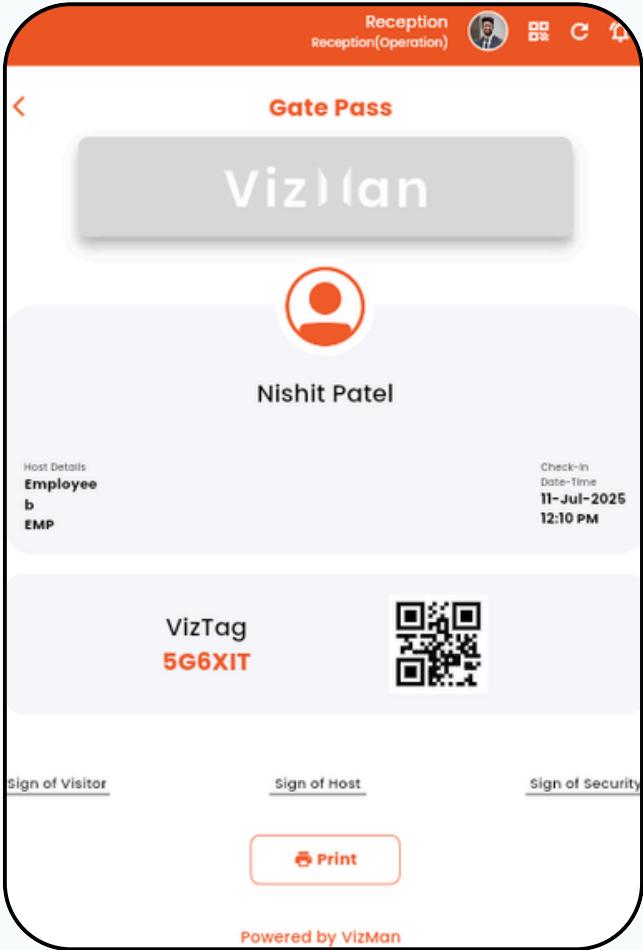 Reception
Reception(Operation)
Gate Pass
VizMan
Nishit Patel
Host Details
Employee
b
EMP
Check-In
Date-Time
11-Jul-2025
12:10 PM
VizTag
5G6XIT
Sign of Visitor
Sign of Host
Sign of Security
Print
Powered by VizMan